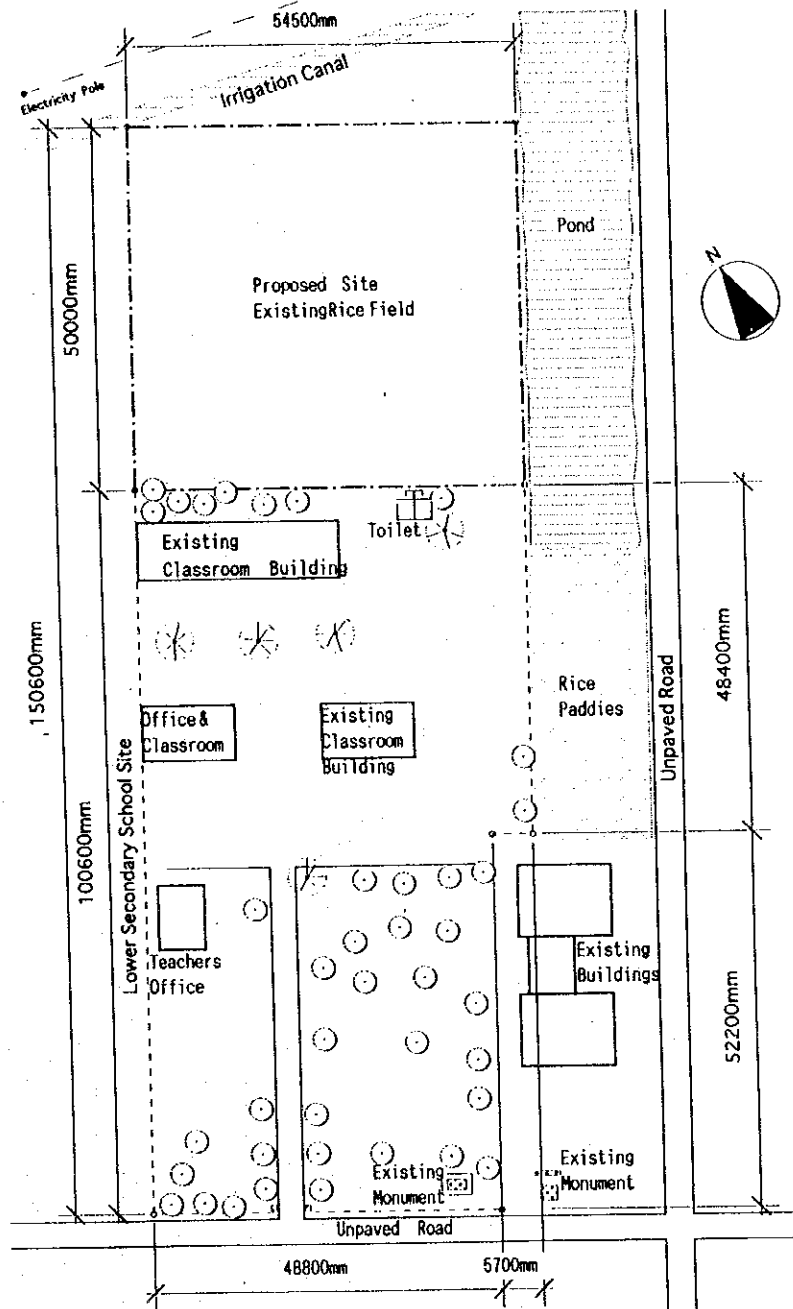 54500mm
Electricity Pole
Irrigation Canal
Pond
N
Proposed Site
ExistingRice Field
50000mm
Toilet
Existing
Classroom Building
150600mm
48400mm
Rice
Paddies
Unpaved Road
Office&
Classroom
Existing
Classroom
Building
100600mm
Lower Secondary School Site
Teachers
Office
Existing
Buildings
52200mm
Existing
Monument
Existing
Monument
Unpaved Road
48800mm
5700mm